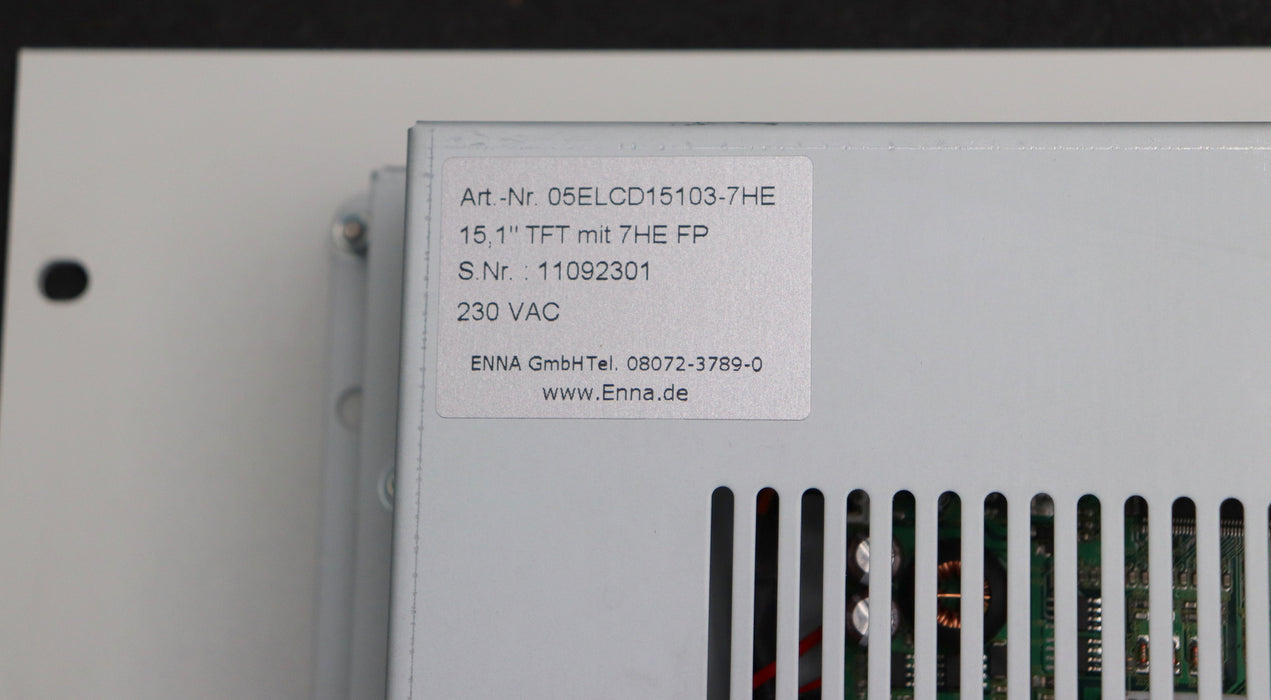 Art.-Nr. 05ELCD15103-7HE
15,1" TFT mit 7HE FP
S.Nr. : 11092301
230 VAC
ENNA GmbHTel. 08072-3789-0
www.Enna.de